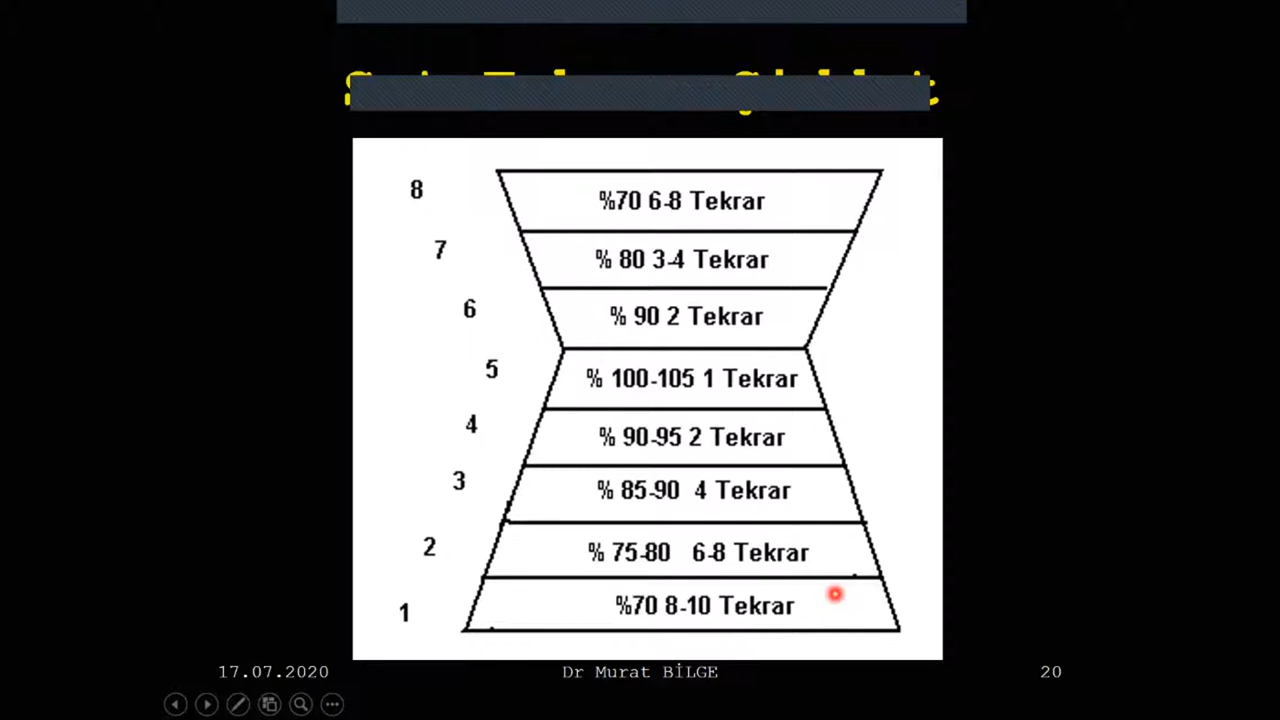 8 %70 6-8 Tekrar
7 % 80 3-4 Tekrar
6 % 90 2 Tekrar
5 % 100-105 1 Tekrar
4 % 90-95 2 Tekrar
3 % 85-90 4 Tekrar
2 % 75-80 6-8 Tekrar
1 %70 8-10 Tekrar
17.07.2020 Dr Murat BİLGE 20